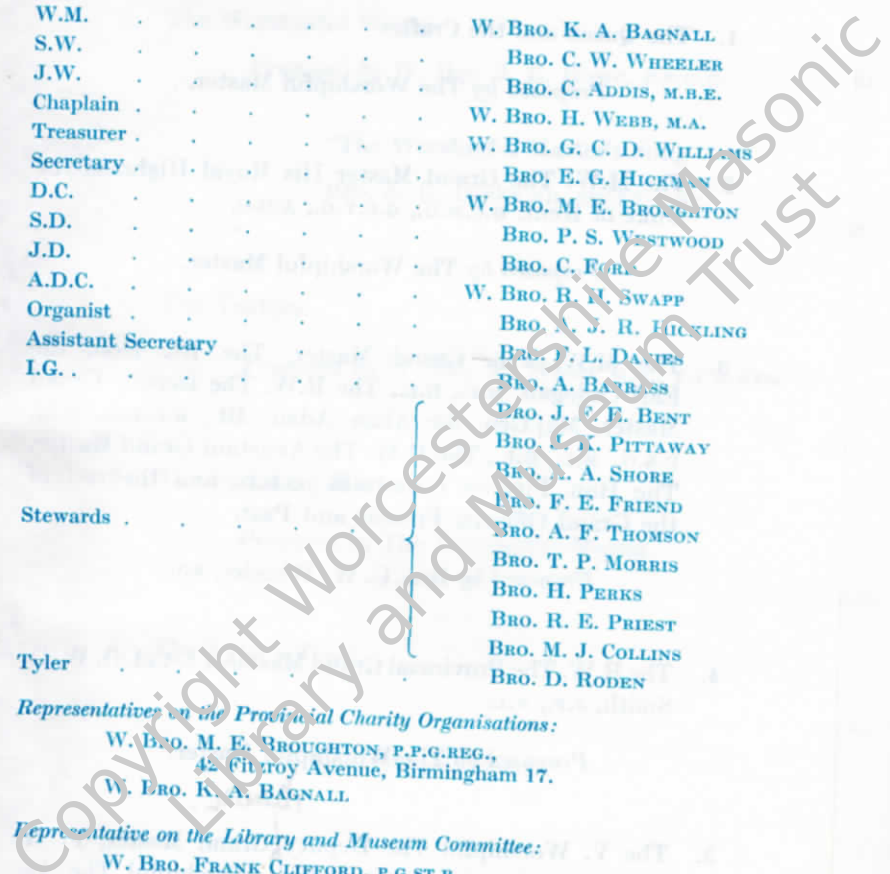 W.M. . . . . . . W. BRO. K. A. BAGNALL
S.W. . . . . . . BRO. C. W. WHEELER
J.W. . . . . . . BRO. C. ADDIS, M.B.E.
Chaplain . . . . . . W. BRO. H. WEBB, M.A.
Treasurer . . . . . . W. BRO. G. C. D. WILLIAMS
Secretary . . . . . . BRO. E. G. HICKMAN
D.C. . . . . . . W. BRO. M. E. BROUGHTON
S.D. . . . . . . BRO. P. S. WESTWOOD
J.D. . . . . . . BRO. C. FORD
A.D.C. . . . . . . W. BRO. R. H. SWAPP
Organist . . . . . . BRO. A. J. R. HICKLING
Assistant Secretary . . . . BRO. F. L. DAVIES
I.G. . . . . . . BRO. A. BARRASS
BRO. J. F. E. BENT
BRO. K. PITTAWAY
BRO. A. SHORE
BRO. F. E. FRIEND
Stewards . . . . . BRO. A. F. THOMSON
BRO. T. P. MORRIS
BRO. H. PERKS
BRO. R. E. PRIEST
BRO. M. J. COLLINS
Tyler . . . . . . BRO. D. RODEN
Representatives on the Provincial Charity Organisations:
W. BRO. M. E. BROUGHTON, P.P.G.REG.,
42 Fitzroy Avenue, Birmingham 17.
W. BRO. K. A. BAGNALL
Representative on the Library and Museum Committee:
W. BRO. FRANK CLIFFORD, P.G.ST.B.
Copyright Worcestershire Masonic
Library and Museum Trust